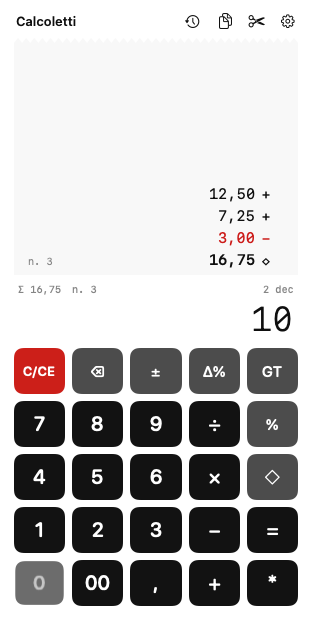 Calcoletti
12,50 +
7,25 +
3,00 −
n. 3 16,75 ◇
Σ 16,75 n. 3 2 dec
10
C/CE ⌫ ± Δ% GT
7 8 9 ÷ %
4 5 6 × ◇
1 2 3 − =
0 00 , + *